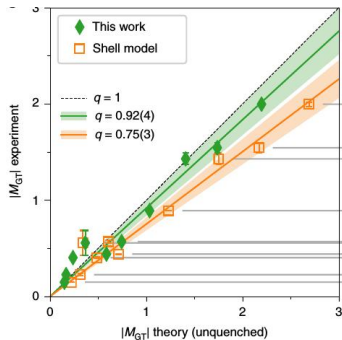 3
This work
Shell model
q = 1
q = 0.92(4)
q = 0.75(3)
2
1
0
0
1
2
3
|M_GT| experiment
|M_GT| theory (unquenched)